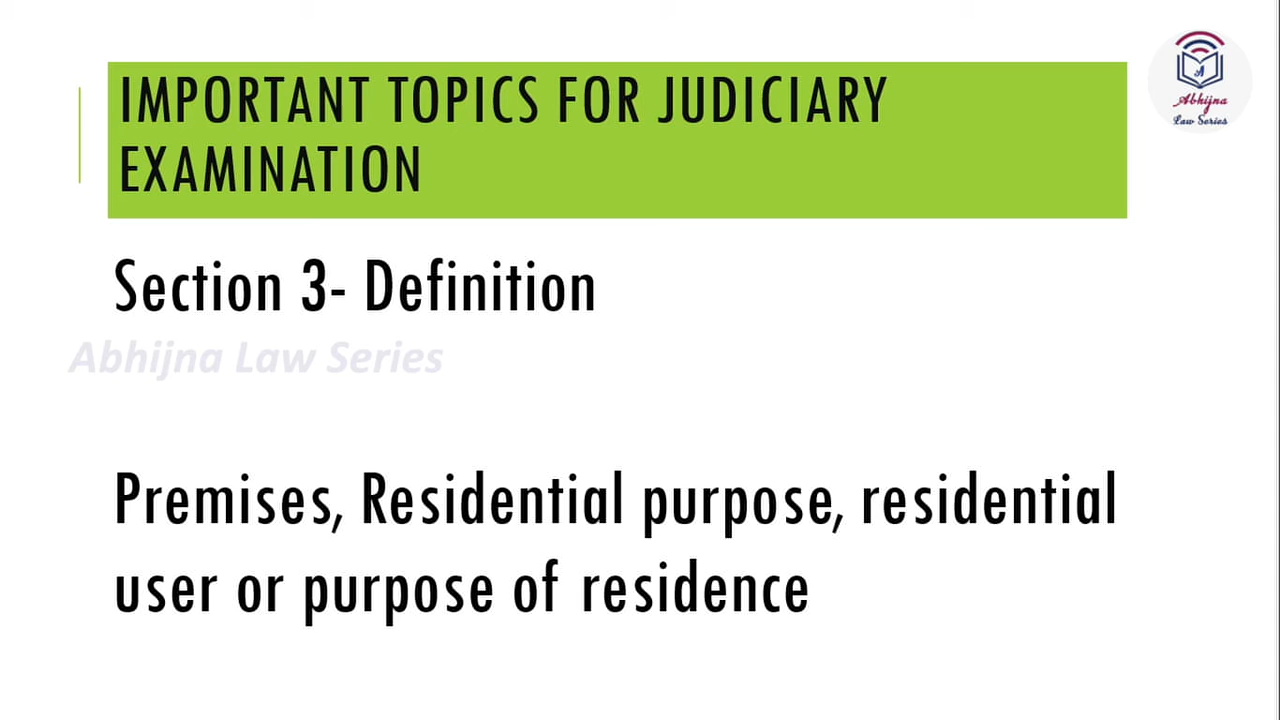 IMPORTANT TOPICS FOR JUDICIARY
EXAMINATION
A
Abhijna
Law Series
Section 3- Definition
Abhijna Law Series
Premises, Residential purpose, residential
user or purpose of residence